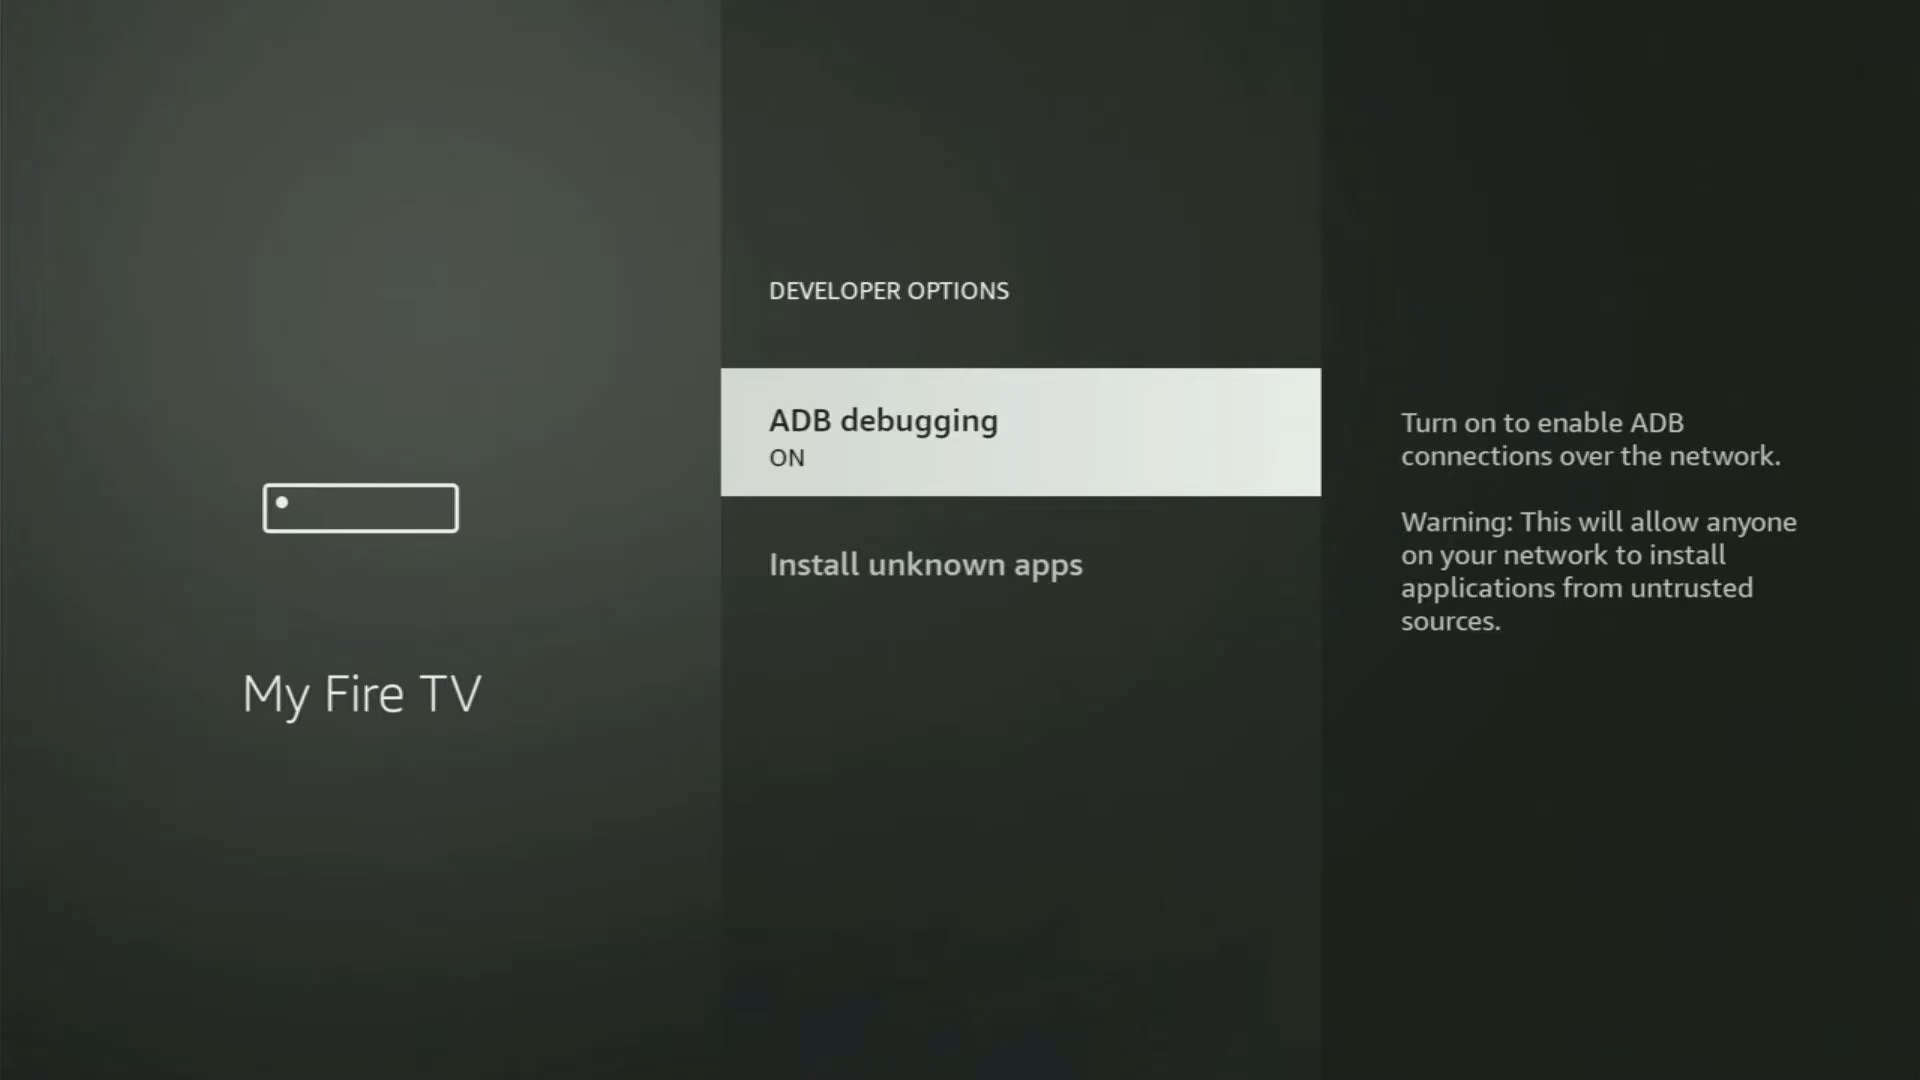 My Fire TV
DEVELOPER OPTIONS
ADB debugging
ON
Install unknown apps
Turn on to enable ADB
connections over the network.
Warning: This will allow anyone
on your network to install
applications from untrusted
sources.